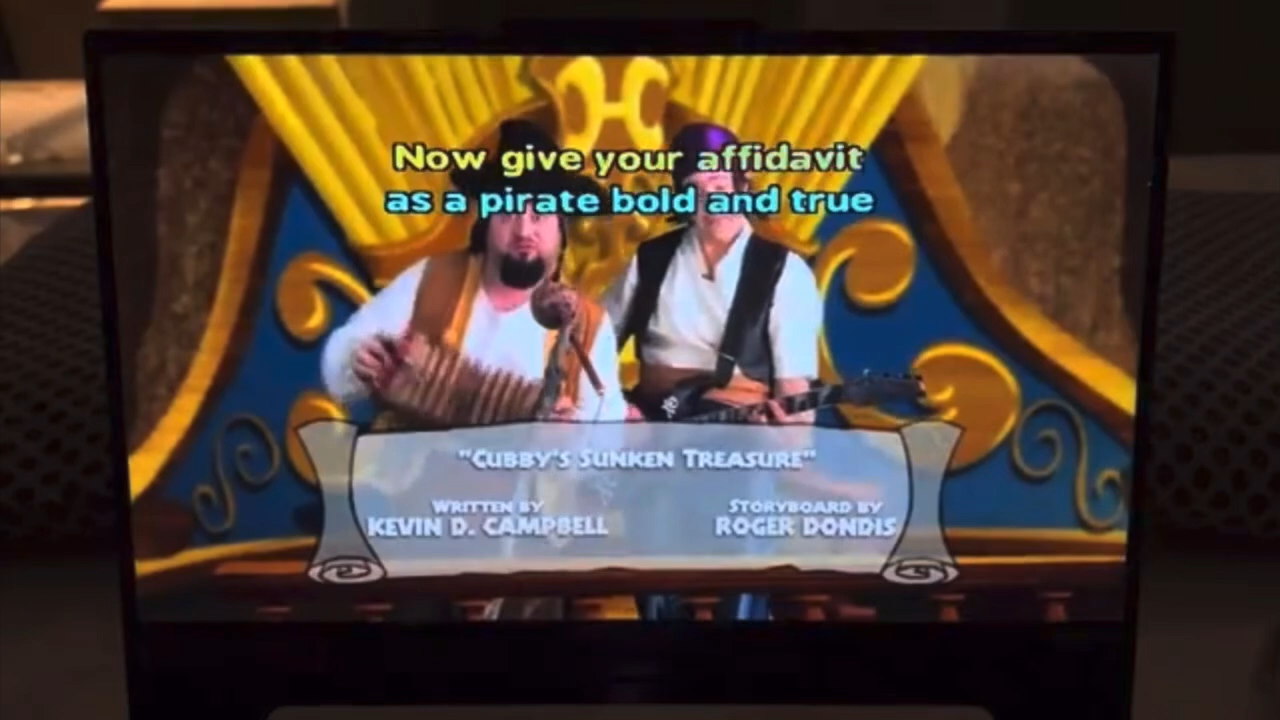 Now give your affidavit
as a pirate bold and true
"CUBBY'S SUNKEN TREASURE"
WRITTEN BY
KEVIN D. CAMPBELL
STORYBOARD BY
ROGER DONDIS